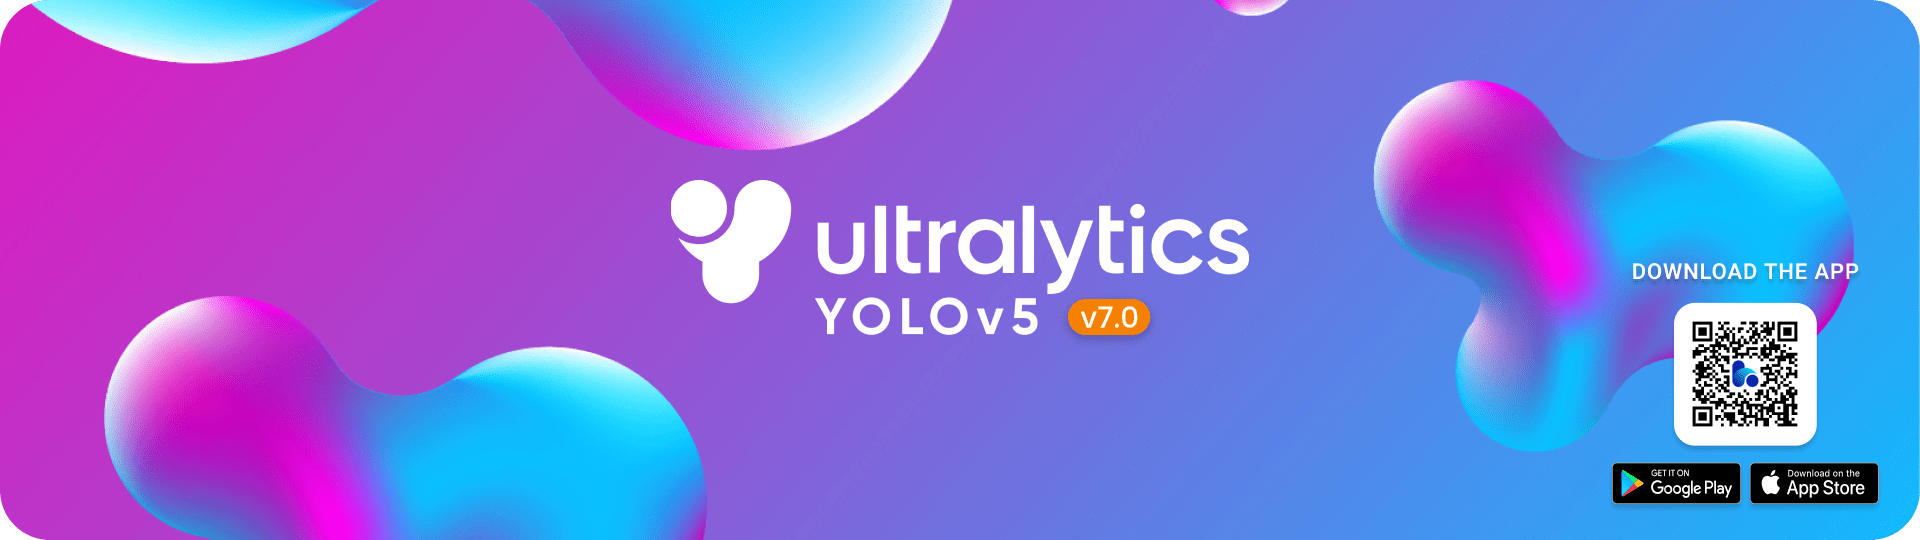 ultralytics
YOLOv5 v7.0
DOWNLOAD THE APP
GET IT ON
Google Play
Download on the
App Store